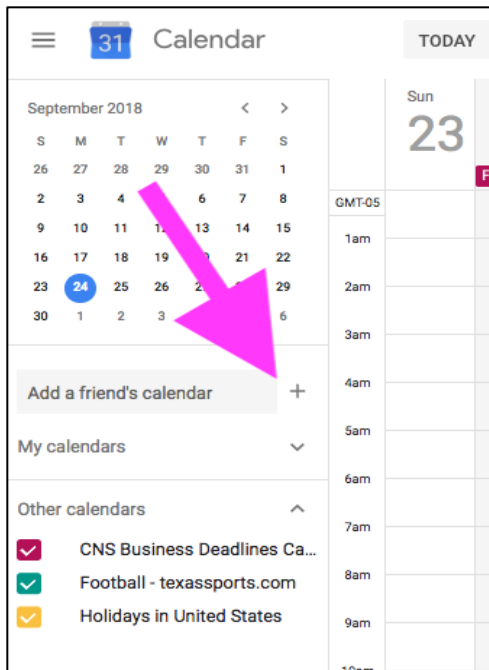 31 Calendar TODAY
September 2018 < >
S M T W T F S
26 27 28 29 30 31 1
2 3 4 6 7 8
9 10 11 13 14 15
16 17 18 19 21 22
23 24 25 26 29
30 1 2 3 6
Sun
23
F
GMT-05
1am
2am
3am
4am
5am
6am
7am
8am
9am
Add a friend's calendar +
My calendars
Other calendars
CNS Business Deadlines Ca...
Football - texassports.com
Holidays in United States